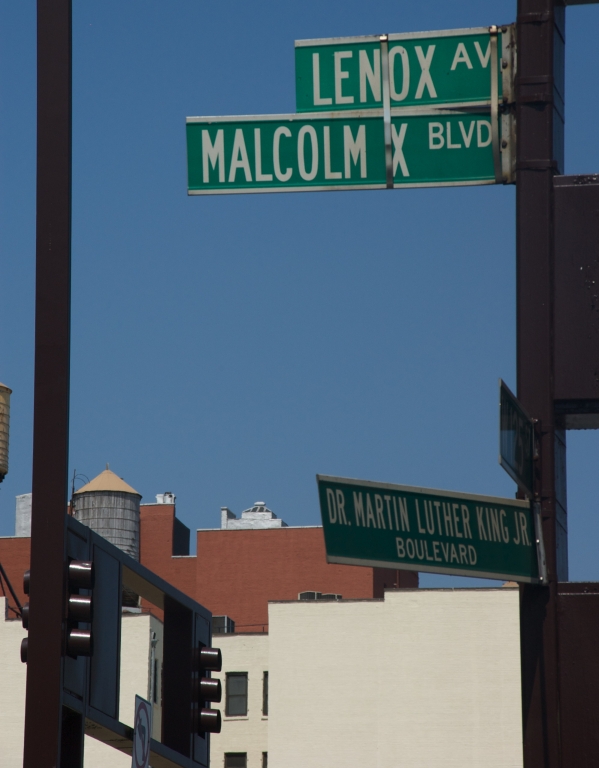 LENOX AV
MALCOLM X BLVD
DR. MARTIN LUTHER KING JR
BOULEVARD